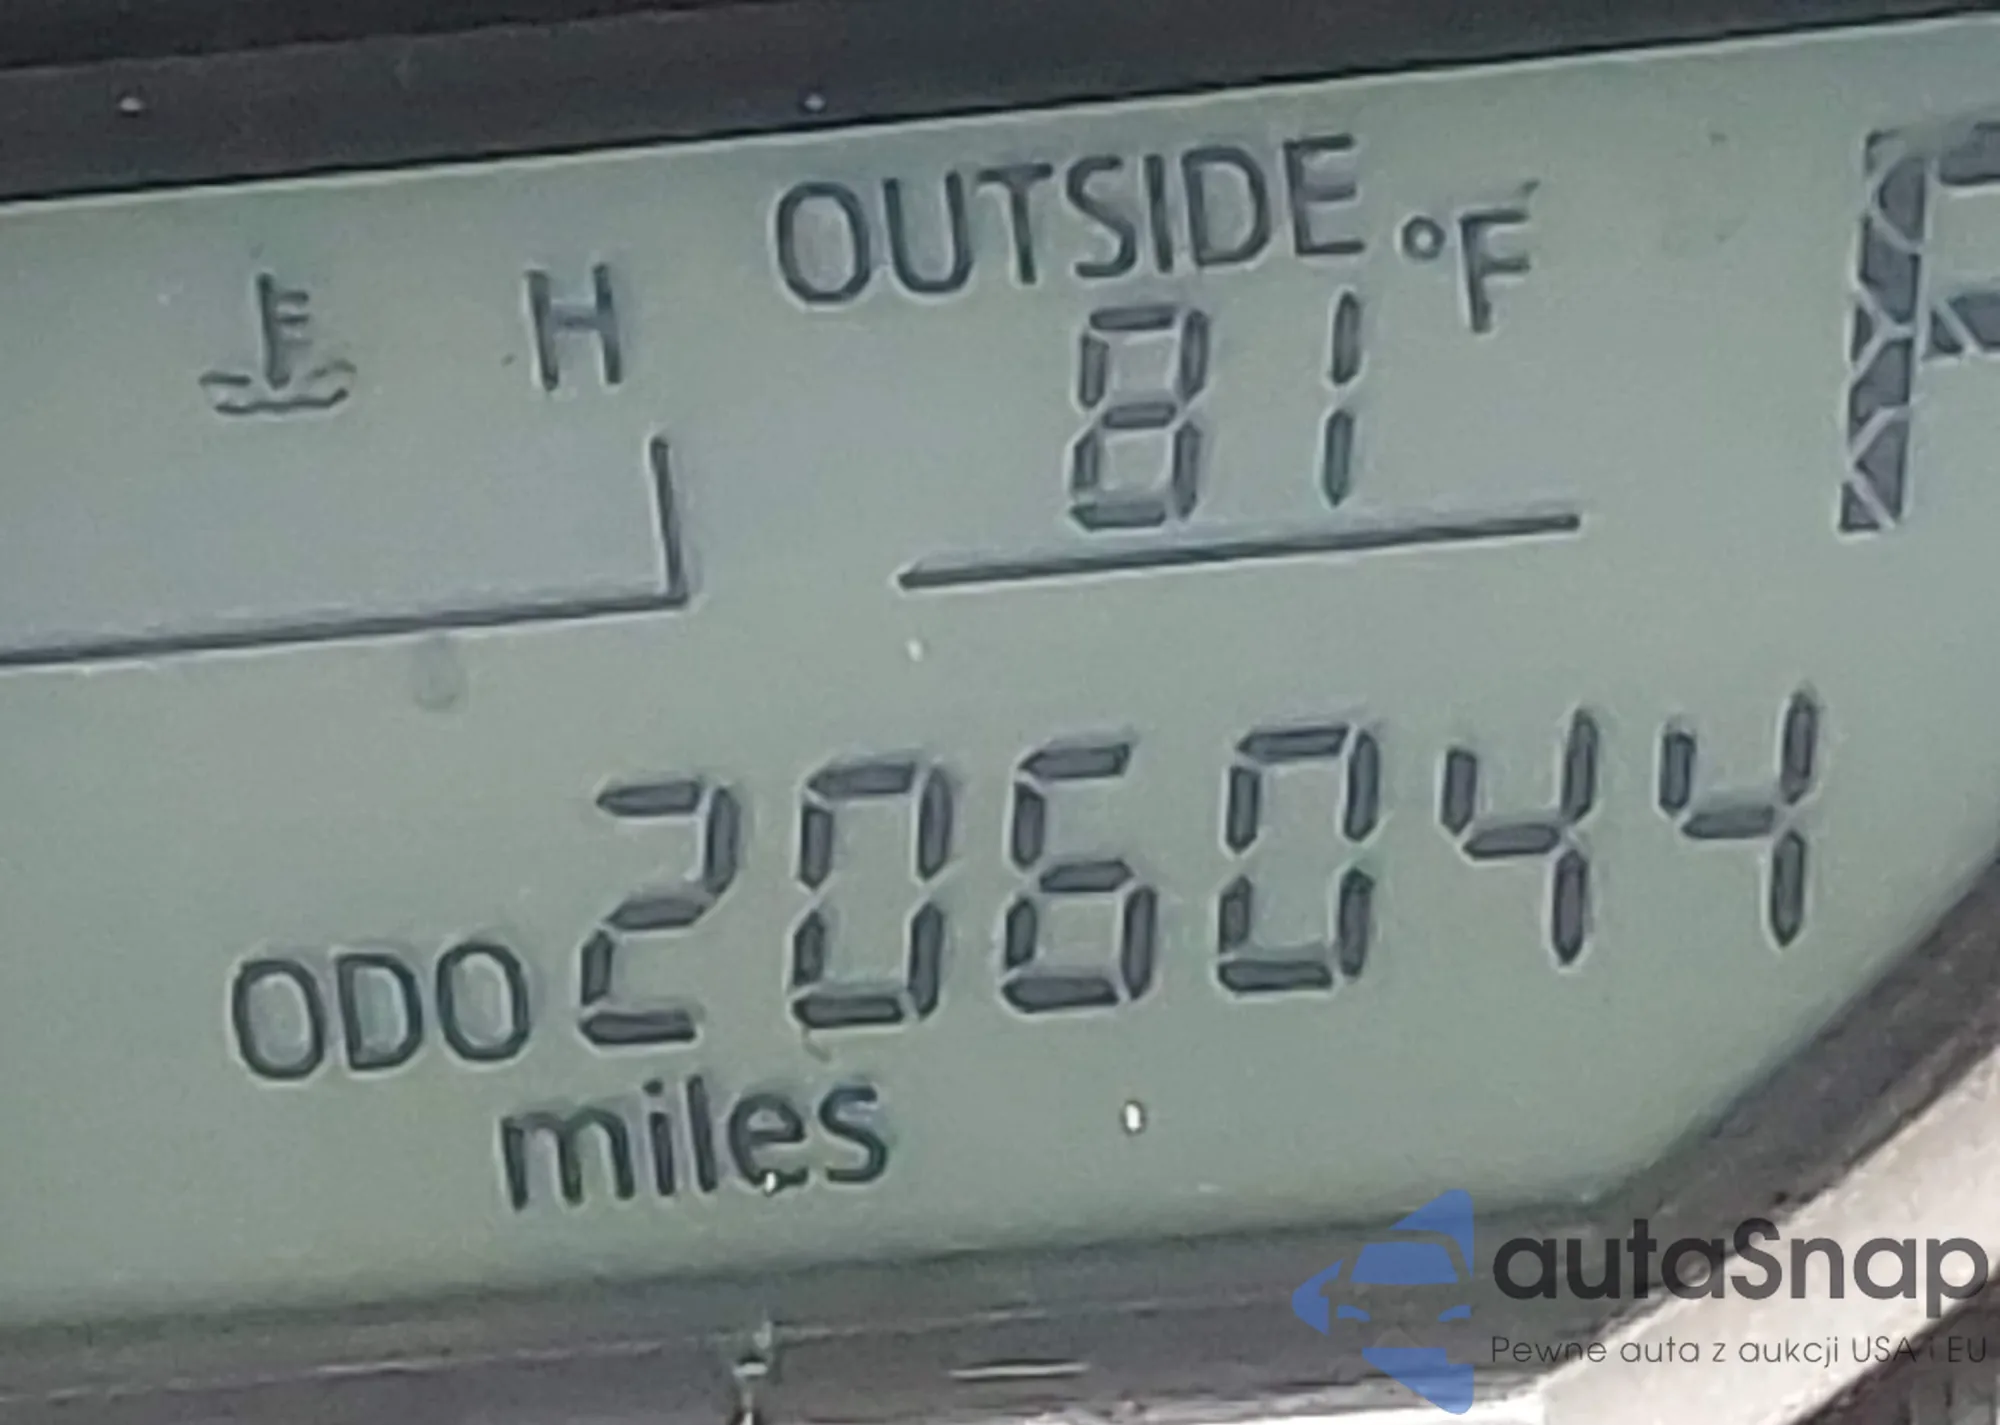 OUTSIDE °F
H
81
ODO 206044
miles
autaSnap
Pewne auta z aukcji USA i EU